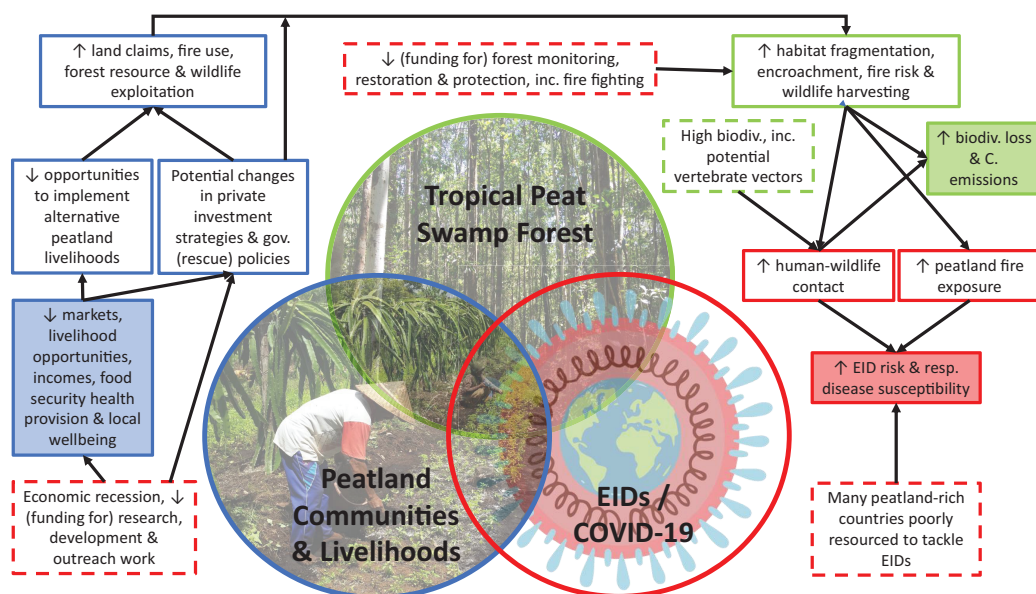 ↑ land claims, fire use,
forest resource & wildlife
exploitation
↓ (funding for) forest monitoring,
restoration & protection, inc. fire fighting
↑ habitat fragmentation,
encroachment, fire risk &
wildlife harvesting
↓ opportunities
to implement
alternative
peatland
livelihoods
Potential changes
in private
investment
strategies & gov.
(rescue) policies
Tropical Peat
Swamp Forest
High biodiv., inc.
potential
vertebrate vectors
↑ biodiv. loss
& C.
emissions
↑ human-wildlife
contact
↑ peatland fire
exposure
↓ markets,
livelihood
opportunities,
incomes, food
security health
provision & local
wellbeing
↑ EID risk & resp.
disease susceptibility
Economic recession, ↓
(funding for) research,
development &
outreach work
Peatland
Communities
& Livelihoods
EIDs /
COVID-19
Many peatland-rich
countries poorly
resourced to tackle
EIDs